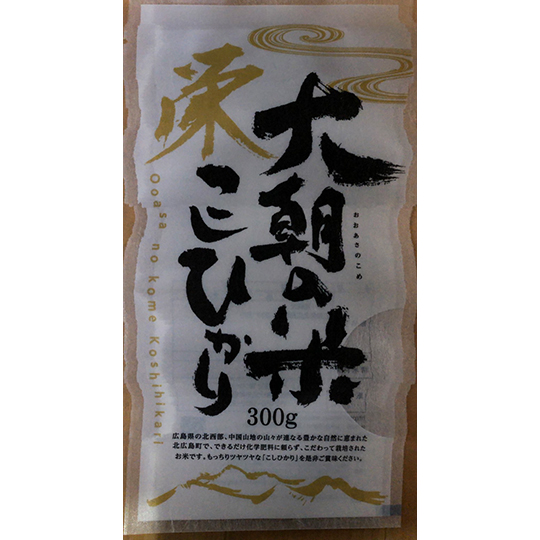 大朝の米
おおあさのこめ
栄
こしひかり
Ooasa no kome Koshihikari
300g
広島県の北西部、中国山地の山々が連なる豊かな自然に恵まれた
北広島町で、できるだけ化学肥料に頼らず、こだわって栽培された
お米です。もっちりツヤツヤな「こしひかり」を是非ご賞味ください。